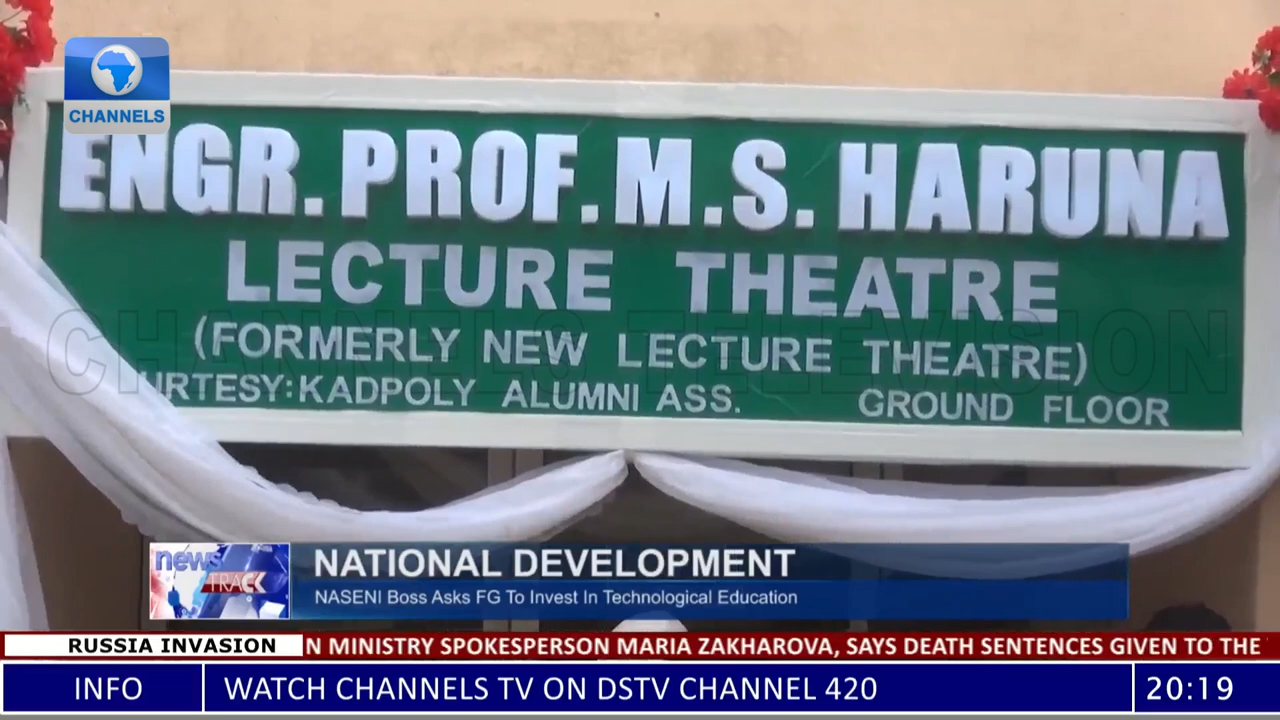 CHANNELS
ENGR. PROF. M.S. HARUNA
LECTURE THEATRE
(FORMERLY NEW LECTURE THEATRE)
CHANNELS TELEVISION
KADPOLY ALUMNI ASS. GROUND FLOOR
news TRACK
NATIONAL DEVELOPMENT
NASENI Boss Asks FG To Invest In Technological Education
RUSSIA INVASION N MINISTRY SPOKESPERSON MARIA ZAKHAROVA, SAYS DEATH SENTENCES GIVEN TO THE
INFO WATCH CHANNELS TV ON DSTV CHANNEL 420 20:19